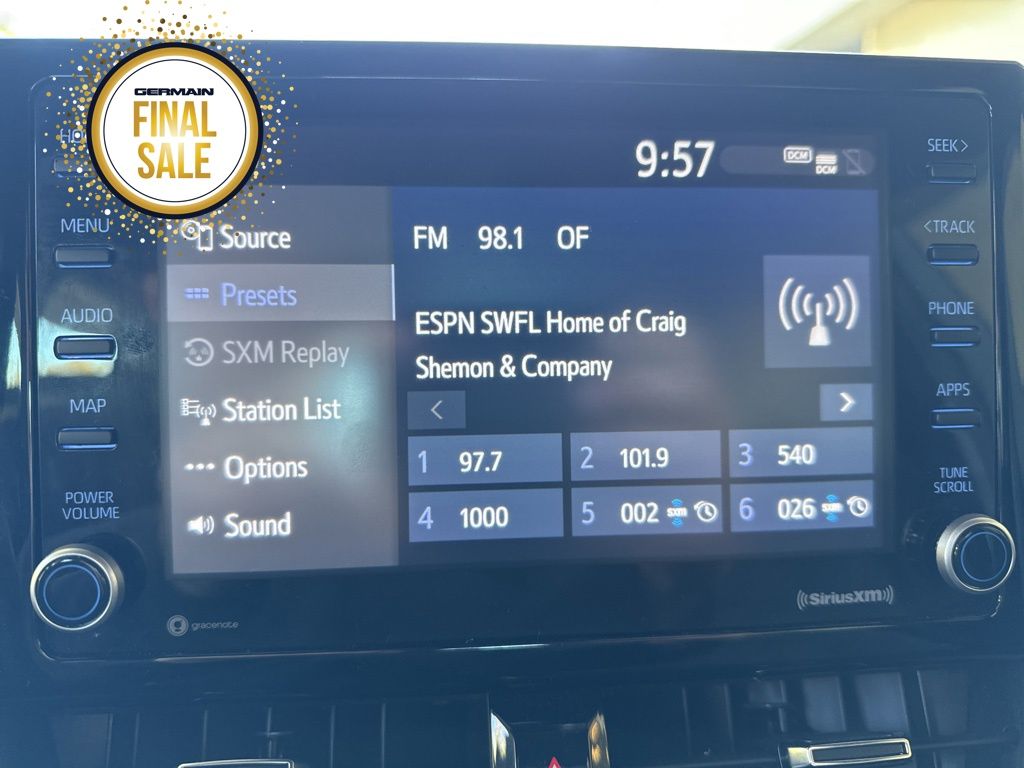 GERMAIN
FINAL
SALE
9:57
DCM
DCM
SEEK >
MENU
Source
FM 98.1 OF
< TRACK
Presets
AUDIO
ESPN SWFL Home of Craig
Shemon & Company
PHONE
SXM Replay
MAP
Station List
< >
APPS
1 97.7
2 101.9
3 540
Options
POWER
VOLUME
TUNE
SCROLL
4 1000
5 002 sxm
6 026 sxm
Sound
((SiriusXM))
gracenote